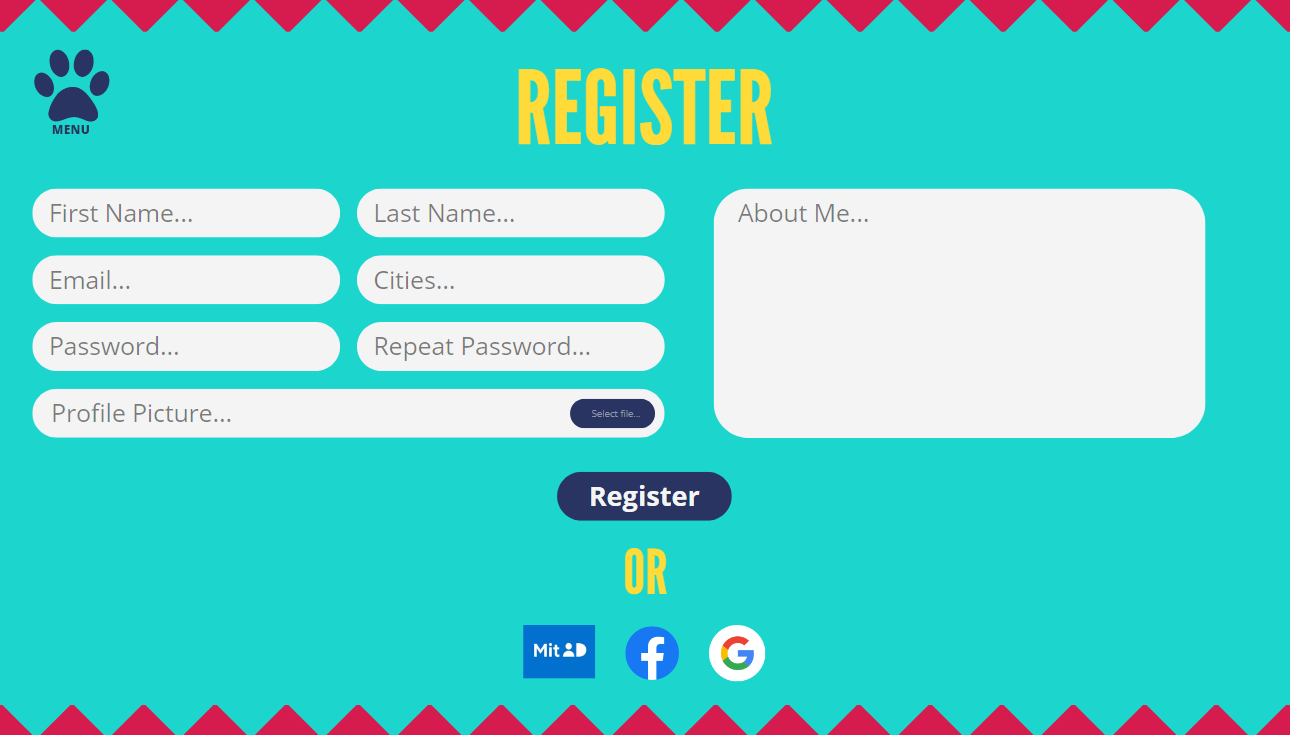 MENU
REGISTER
First Name...
Last Name...
About Me...
Email...
Cities...
Password...
Repeat Password...
Profile Picture...
Select file...
Register
OR
MitID